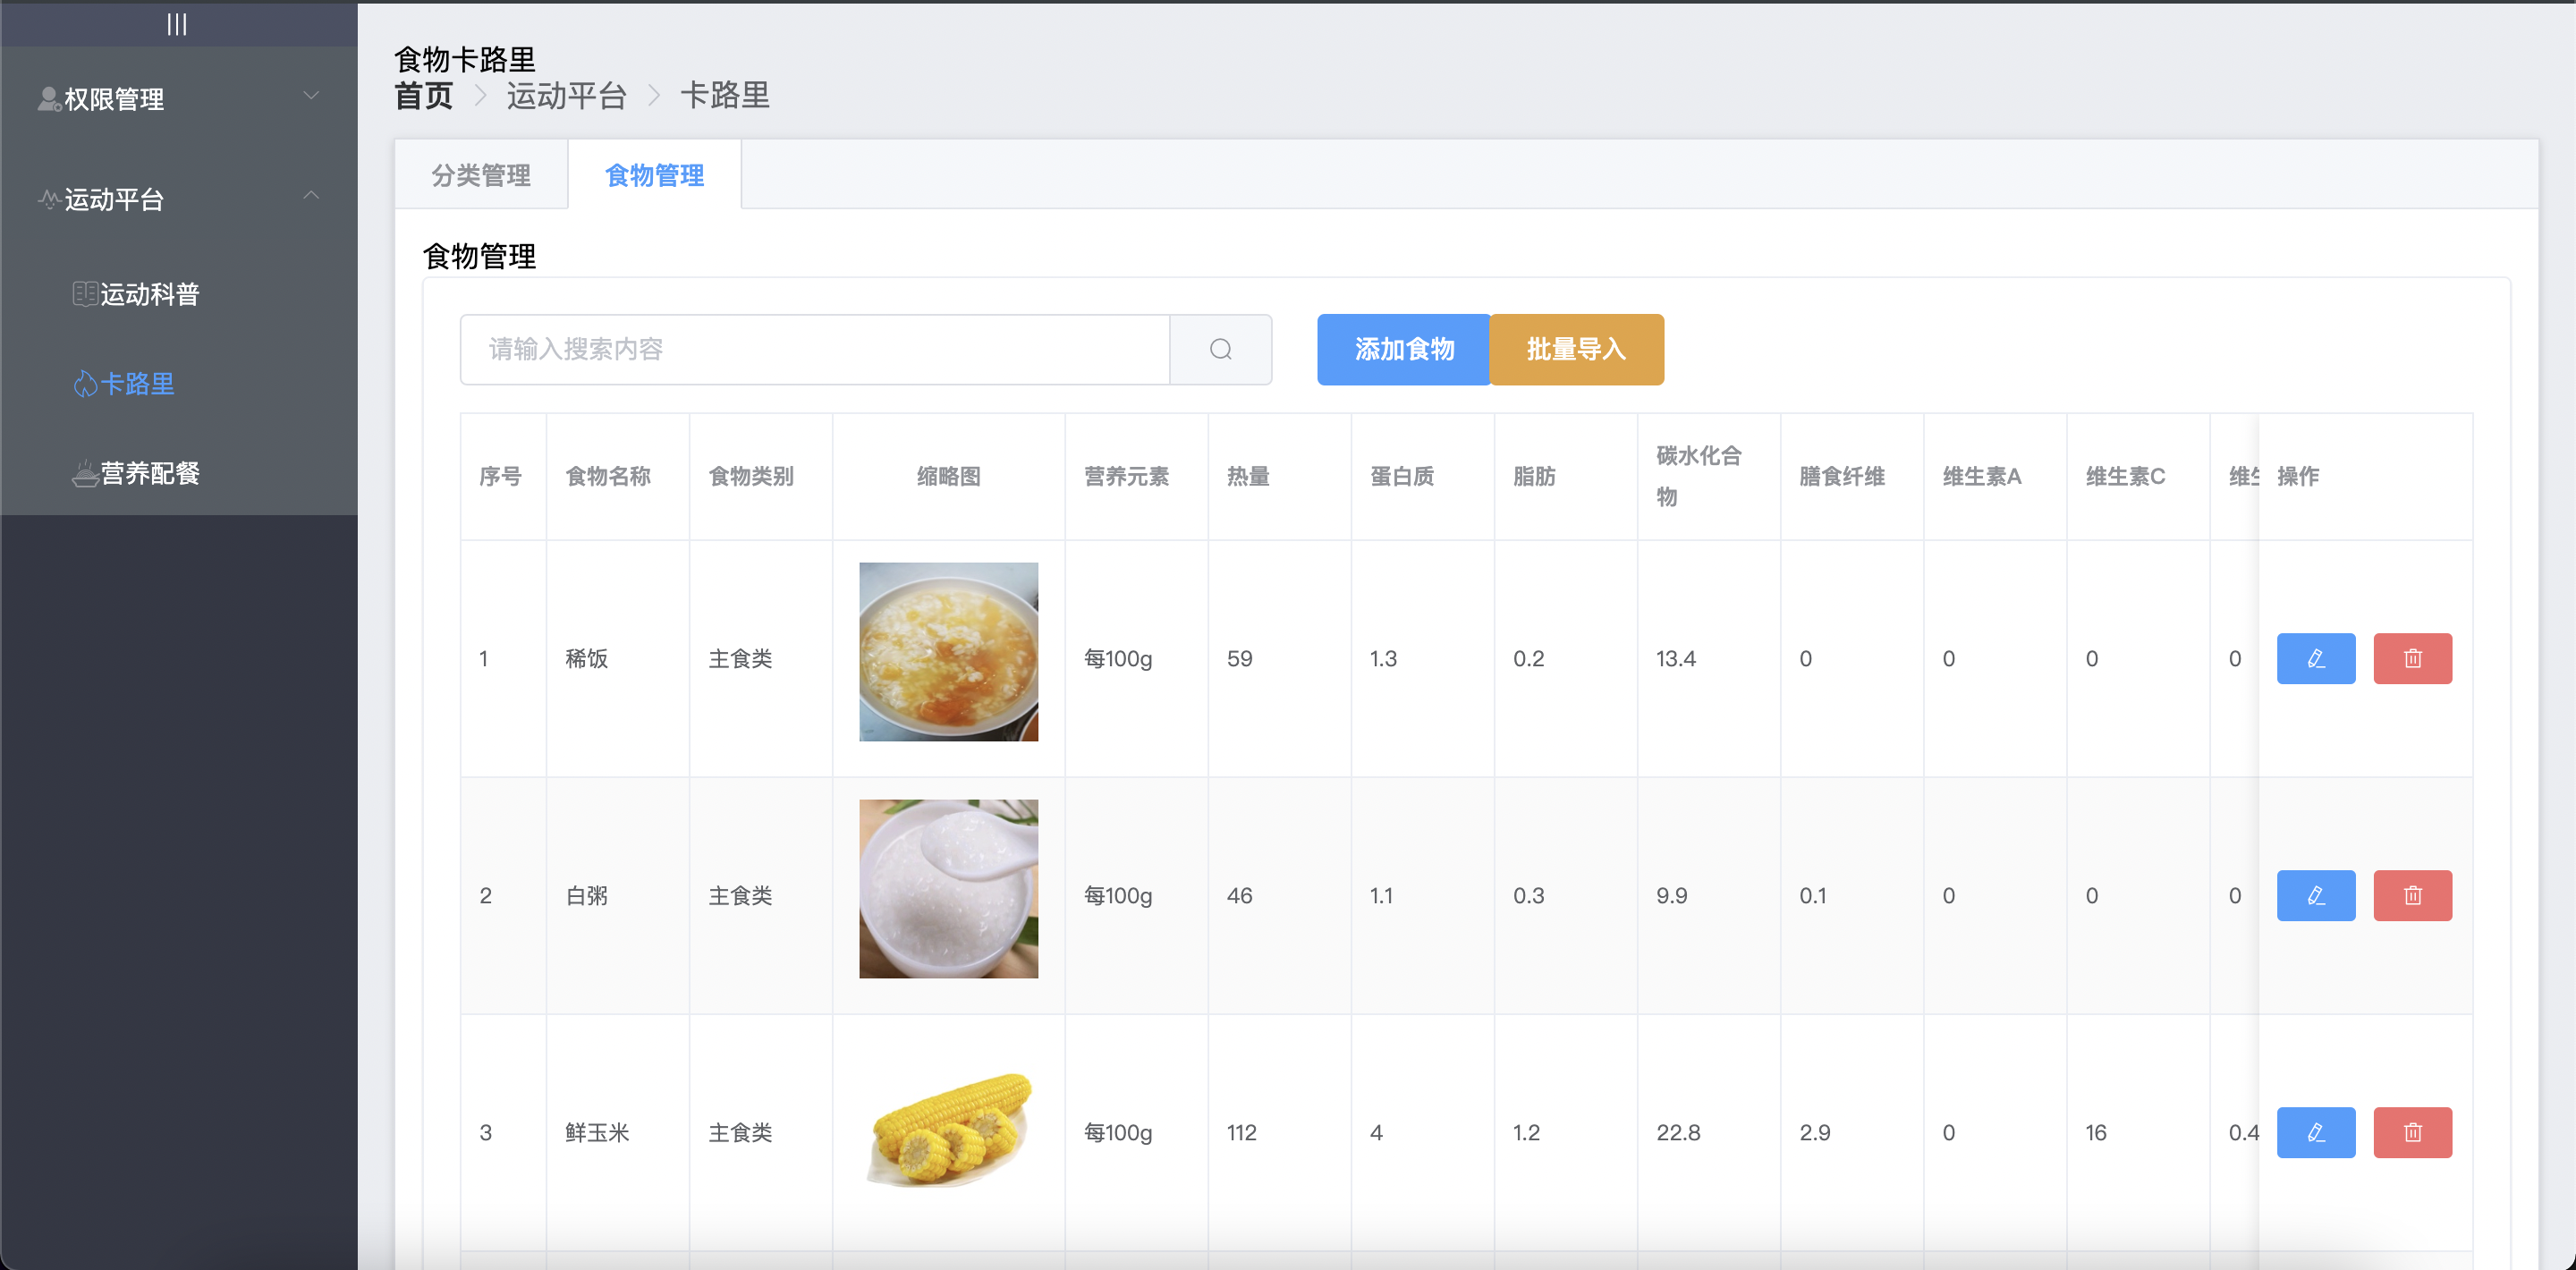 权限管理
运动平台
运动科普
卡路里
营养配餐
食物卡路里
首页 > 运动平台 > 卡路里
分类管理 食物管理
食物管理
请输入搜索内容 添加食物 批量导入
序号 食物名称 食物类别 缩略图 营养元素 热量 蛋白质 脂肪 碳水化合物 膳食纤维 维生素A 维生素C 维生 操作
1 稀饭 主食类 每100g 59 1.3 0.2 13.4 0 0 0 0
2 白粥 主食类 每100g 46 1.1 0.3 9.9 0.1 0 0 0
3 鲜玉米 主食类 每100g 112 4 1.2 22.8 2.9 0 16 0.4